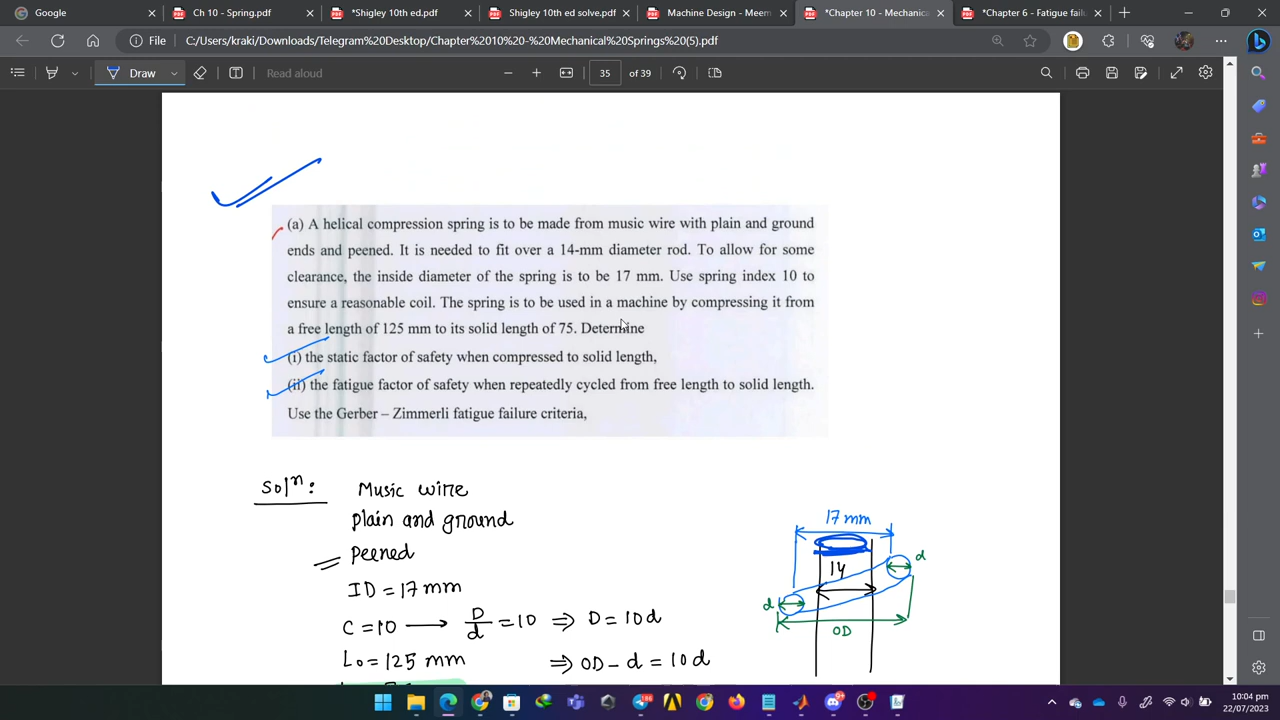 Google
Ch 10 - Spring.pdf
*Shigley 10th ed.pdf
Shigley 10th ed solve.pdf
Machine Design - Meem
*Chapter 10 - Mechanic
*Chapter 6 - Fatigue fail
File
C:/Users/kraki/Downloads/Telegram%20Desktop/Chapter%2010%20-%20Mechanical%20Springs%20(5).pdf
Draw
Read aloud
35
of 39
(a) A helical compression spring is to be made from music wire with plain and ground
ends and peened. It is needed to fit over a 14-mm diameter rod. To allow for some
clearance, the inside diameter of the spring is to be 17 mm. Use spring index 10 to
ensure a reasonable coil. The spring is to be used in a machine by compressing it from
a free length of 125 mm to its solid length of 75. Determine
(i) the static factor of safety when compressed to solid length,
(ii) the fatigue factor of safety when repeatedly cycled from free length to solid length.
Use the Gerber – Zimmerli fatigue failure criteria,
Solⁿ: Music wire
plain and ground
Peened
ID = 17 mm
C = 10 → D/d = 10 ⇒ D = 10d
L₀ = 125 mm ⇒ OD - d = 10d
17 mm
14
d
d
OD
10:04 pm
22/07/2023